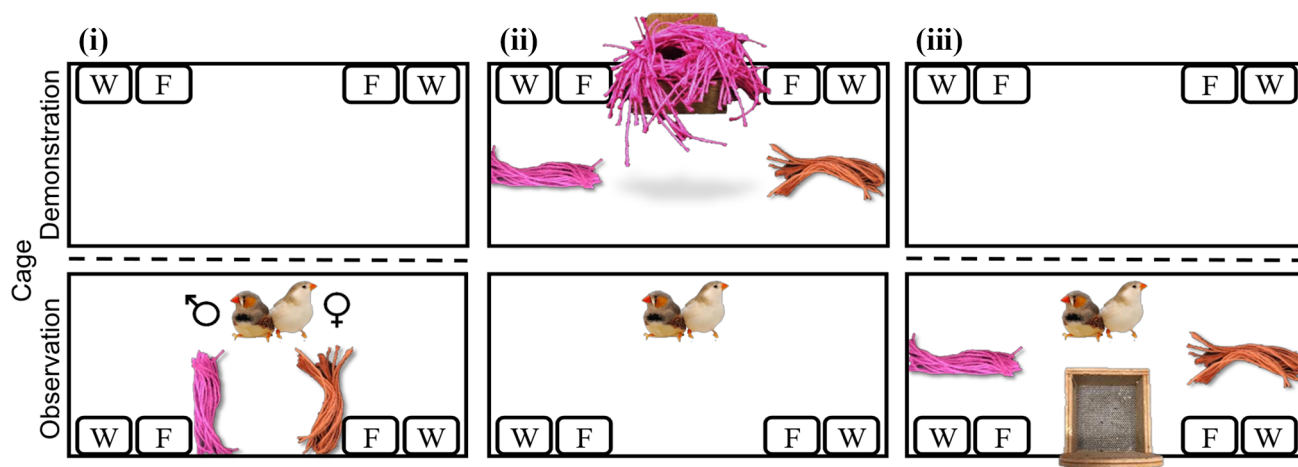 (i)
(ii)
(iii)
Cage
Demonstration
W F F W
W F F W
W F F W
Observation
♂ ♀
W F F W
W F F W
W F F W